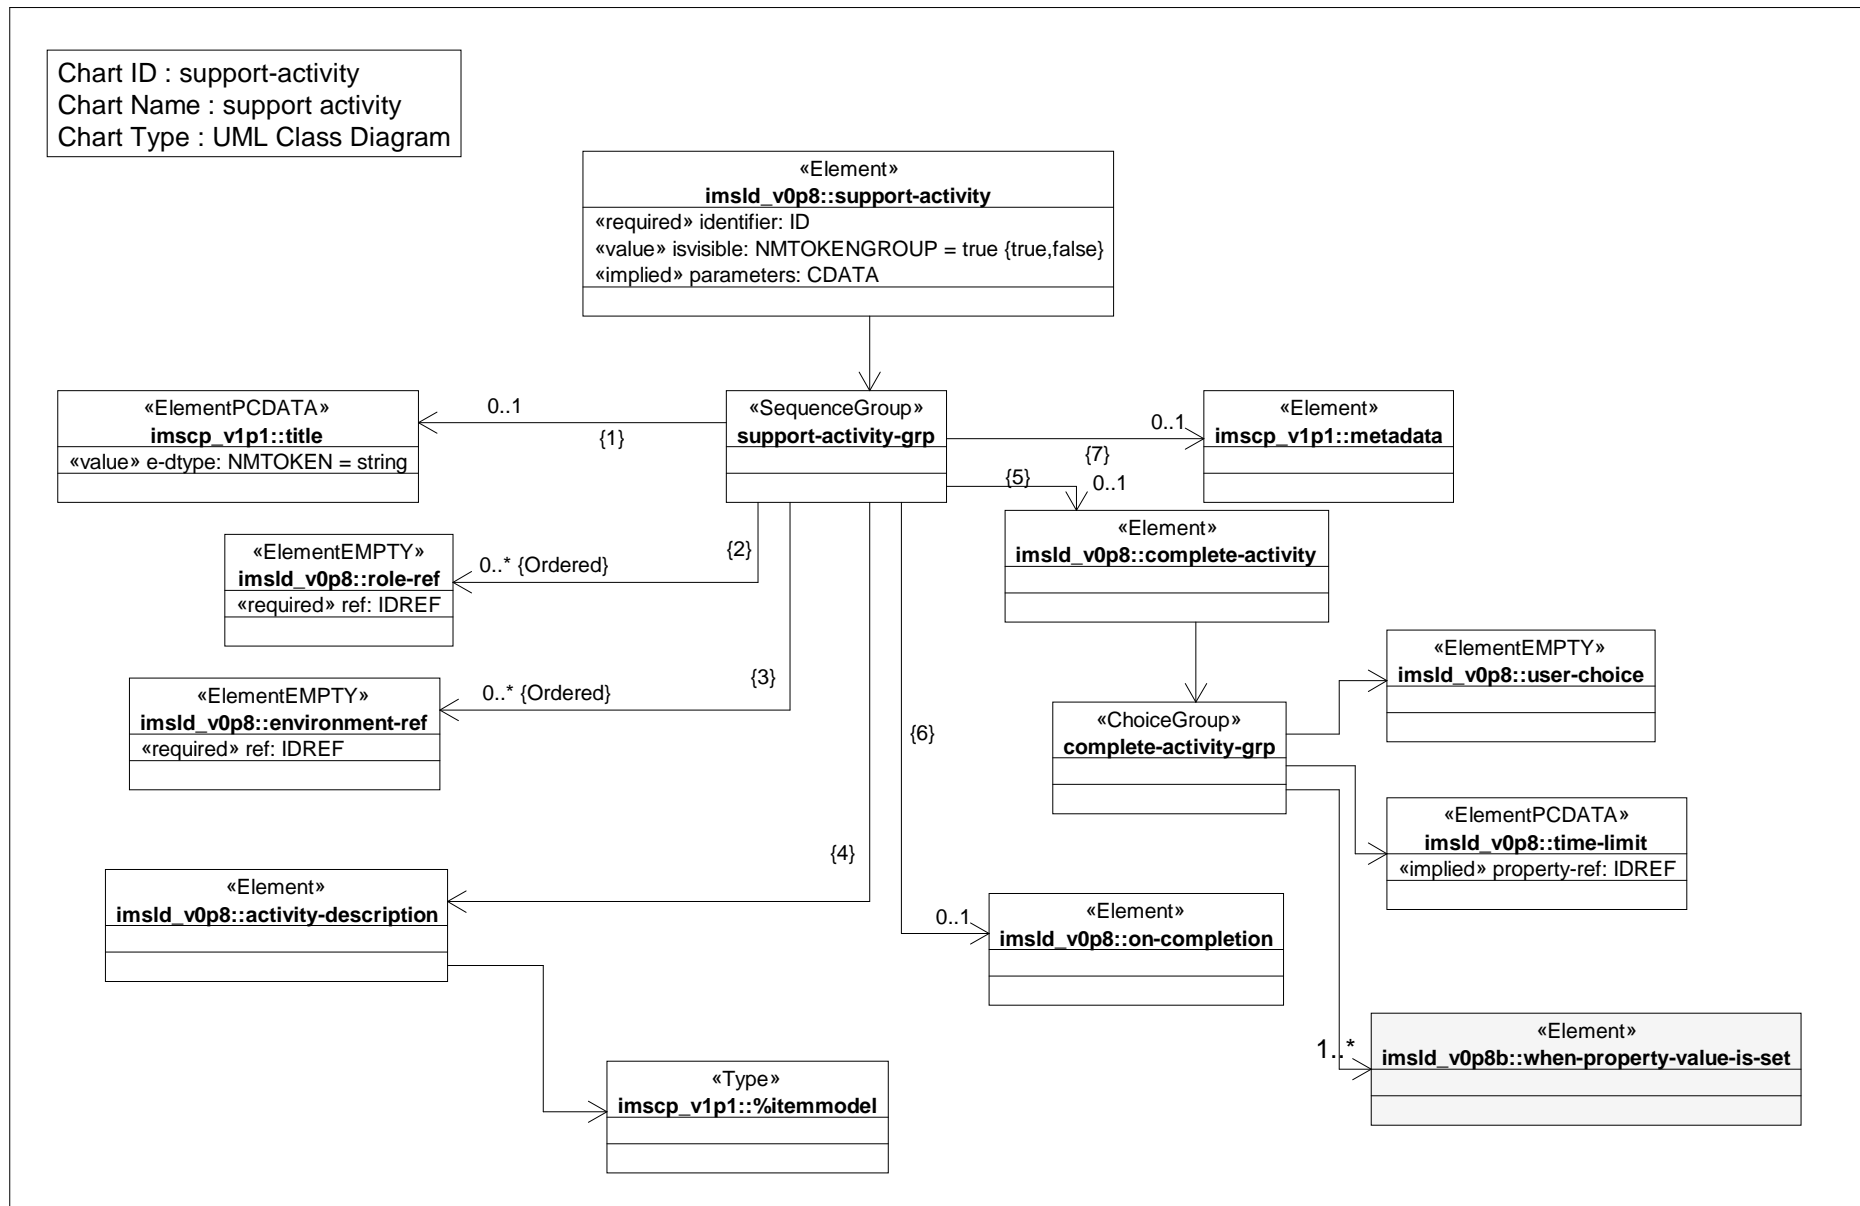 Chart ID : support-activity
Chart Name : support activity
Chart Type : UML Class Diagram
«Element»
imsld_v0p8::support-activity
«required» identifier: ID
«value» isvisible: NMTOKENGROUP = true {true,false}
«implied» parameters: CDATA
«ElementPCDATA»
imscp_v1p1::title
«value» e-dtype: NMTOKEN = string
0..1
{1}
«SequenceGroup»
support-activity-grp
0..1
{7}
«Element»
imscp_v1p1::metadata
{5}
0..1
«Element»
imsld_v0p8::complete-activity
«ElementEMPTY»
imsld_v0p8::role-ref
«required» ref: IDREF
0..* {Ordered}
{2}
«ElementEMPTY»
imsld_v0p8::environment-ref
«required» ref: IDREF
0..* {Ordered}
{3}
{6}
«ChoiceGroup»
complete-activity-grp
«ElementEMPTY»
imsld_v0p8::user-choice
«ElementPCDATA»
imsld_v0p8::time-limit
«implied» property-ref: IDREF
{4}
«Element»
imsld_v0p8::activity-description
0..1
«Element»
imsld_v0p8::on-completion
1..*
«Element»
imsld_v0p8b::when-property-value-is-set
«Type»
imscp_v1p1::%itemmodel